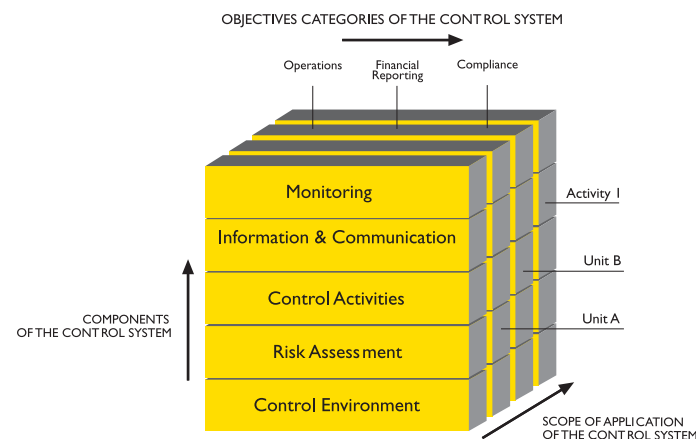 OBJECTIVES CATEGORIES OF THE CONTROL SYSTEM
Operations
Financial
Reporting
Compliance
Monitoring
Activity 1
Information & Communication
Unit B
Control Activities
COMPONENTS
OF THE CONTROL SYSTEM
Unit A
Risk Assessment
Control Environment
SCOPE OF APPLICATION
OF THE CONTROL SYSTEM